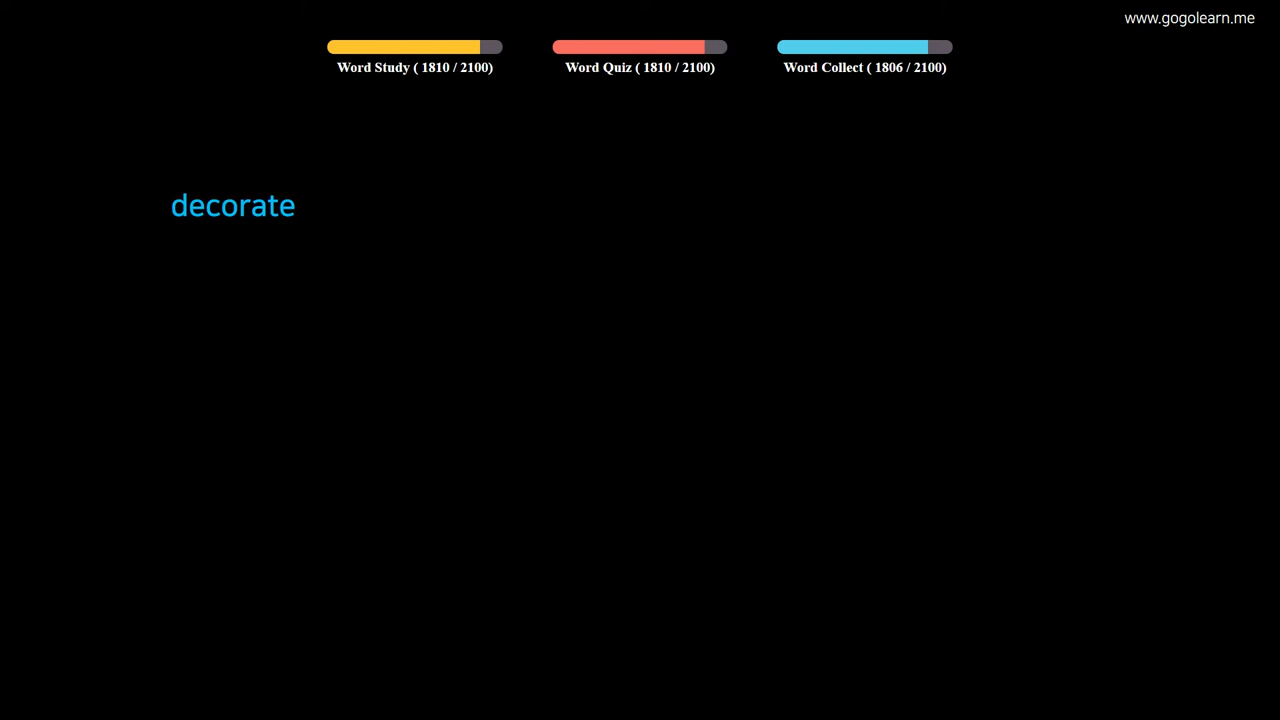 www.gogolearn.me
Word Study ( 1810 / 2100)
Word Quiz ( 1810 / 2100)
Word Collect ( 1806 / 2100)
decorate